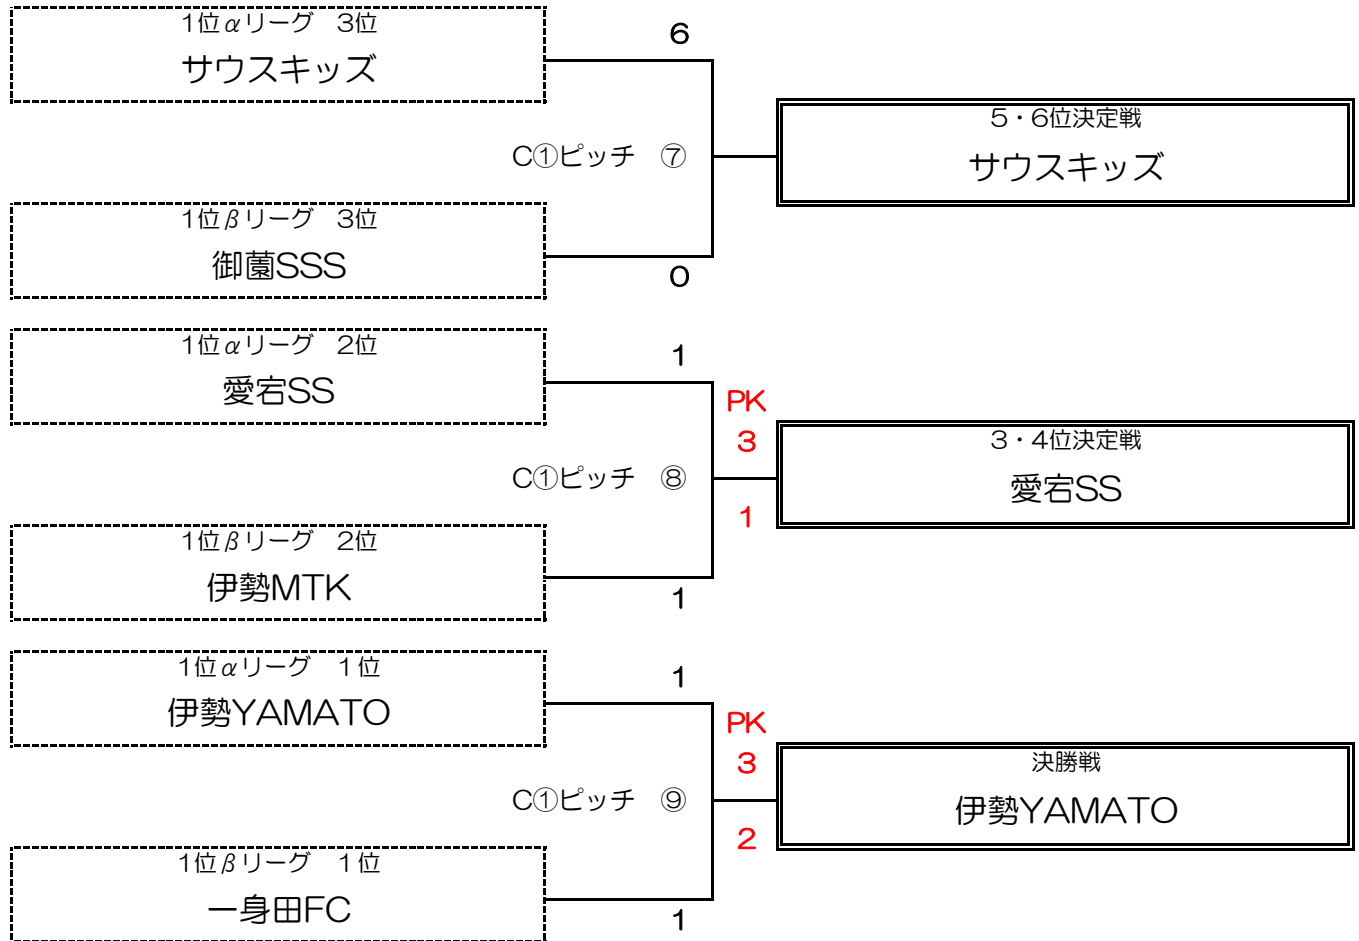 1位αリーグ　3位
サウスキッズ
6
C①ピッチ　⑦
5・6位決定戦
サウスキッズ
1位βリーグ　3位
御薗SSS
0
1位αリーグ　2位
愛宕SS
1
PK
3
C①ピッチ　⑧
1
3・4位決定戦
愛宕SS
1位βリーグ　2位
伊勢MTK
1
1位αリーグ　１位
伊勢YAMATO
1
PK
3
C①ピッチ　⑨
2
決勝戦
伊勢YAMATO
1位βリーグ　１位
一身田FC
1